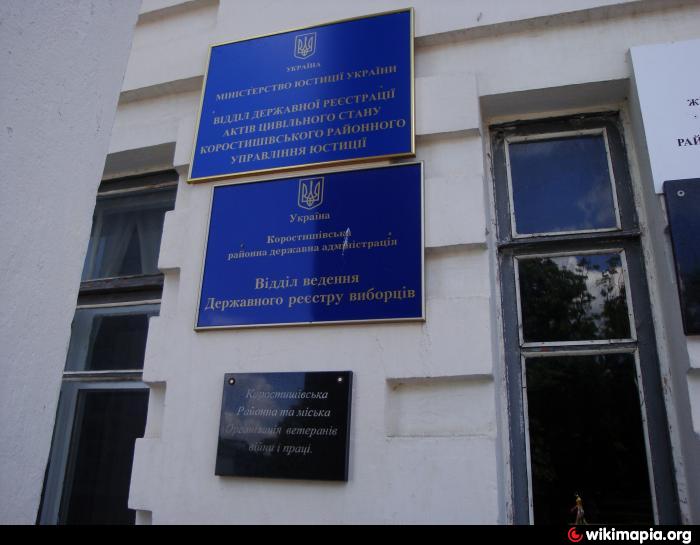 УКРАЇНА
МІНІСТЕРСТВО ЮСТИЦІЇ УКРАЇНИ
ВІДДІЛ ДЕРЖАВНОЇ РЕЄСТРАЦІЇ
АКТІВ ЦИВІЛЬНОГО СТАНУ
КОРОСТИШІВСЬКОГО РАЙОННОГО
УПРАВЛІННЯ ЮСТИЦІЇ
Україна
Коростишівська
районна державна адміністрація
Відділ ведення
Державного реєстру виборців
Коростишівська
Районна та міська
Організація ветеранів
війни і праці.
wikimapia.org